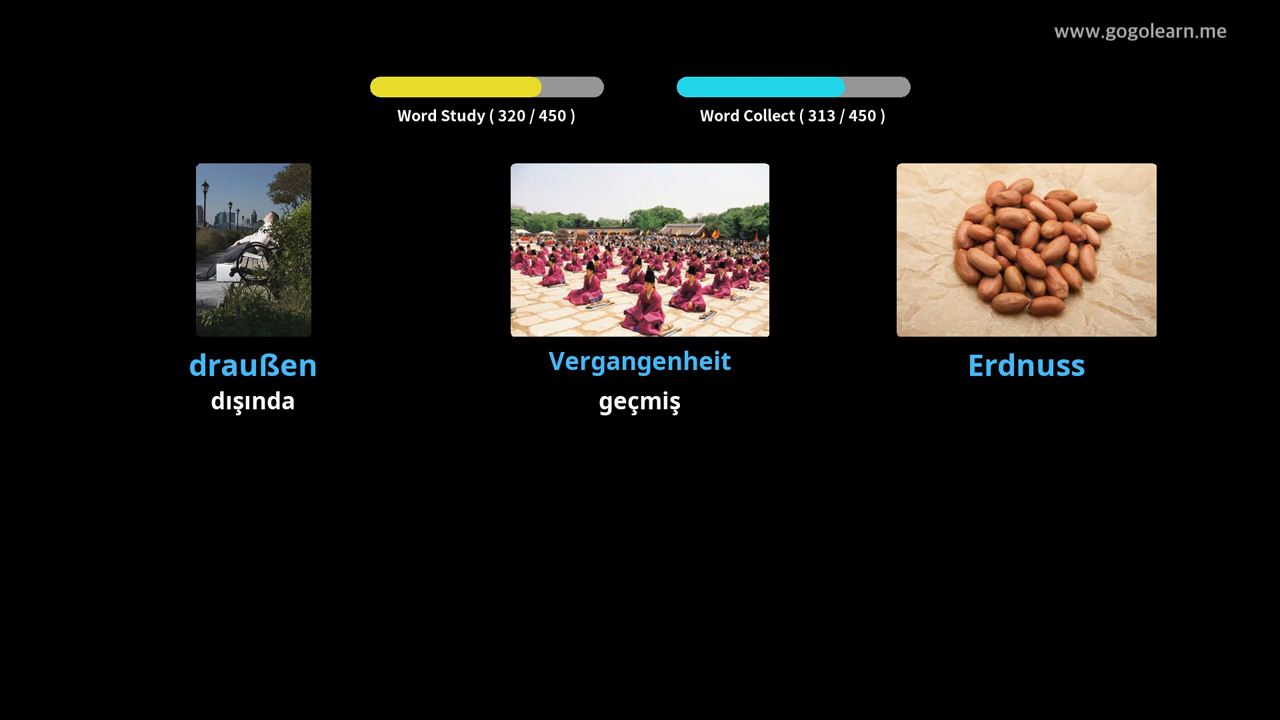 www.gogolearn.me
Word Study ( 320 / 450 )
Word Collect ( 313 / 450 )
draußen
Vergangenheit
Erdnuss
dışında
geçmiş